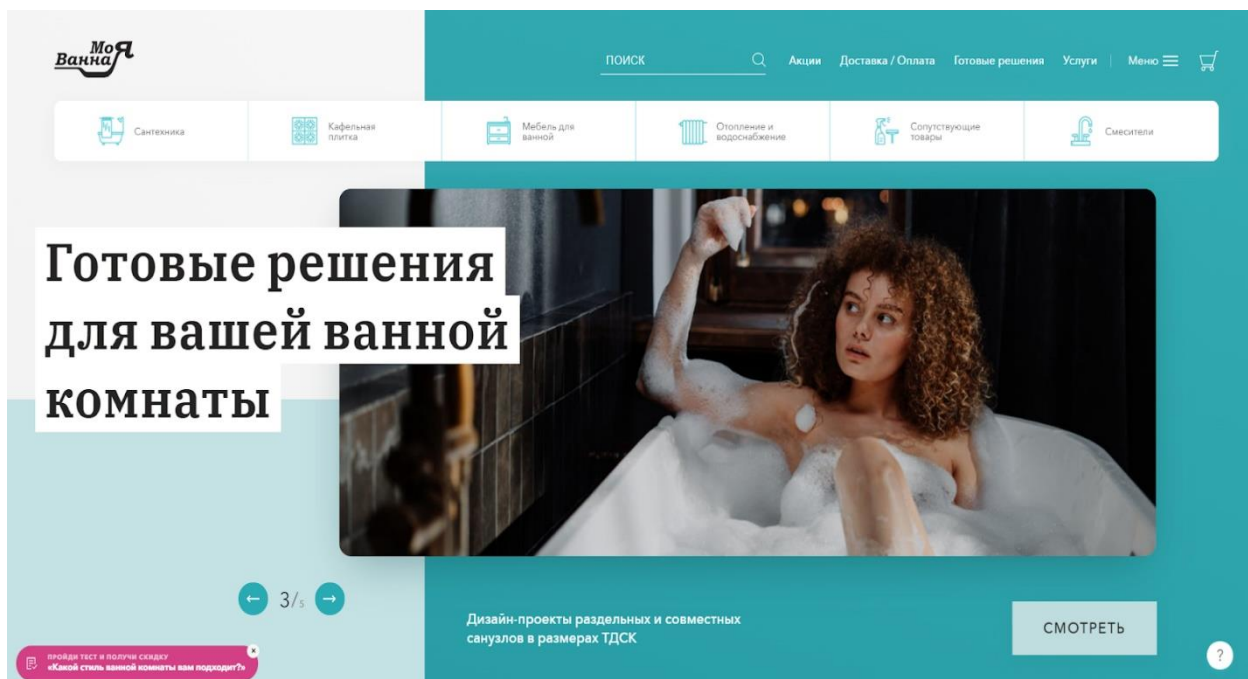 Моя
Ванна
ПОИСК
Акции
Доставка / Оплата
Готовые решения
Услуги
Меню
Сантехника
Кафельная
плитка
Мебель для
ванной
Отопление и
водоснабжение
Сопутствующие
товары
Смесители
Готовые решения
для вашей ванной
комнаты
3/5
Дизайн-проекты раздельных и совместных
санузлов в размерах ТДСК
СМОТРЕТЬ
ПРОЙДИ ТЕСТ И ПОЛУЧИ СКИДКУ
«Какой стиль ванной комнаты вам подходит?»
?